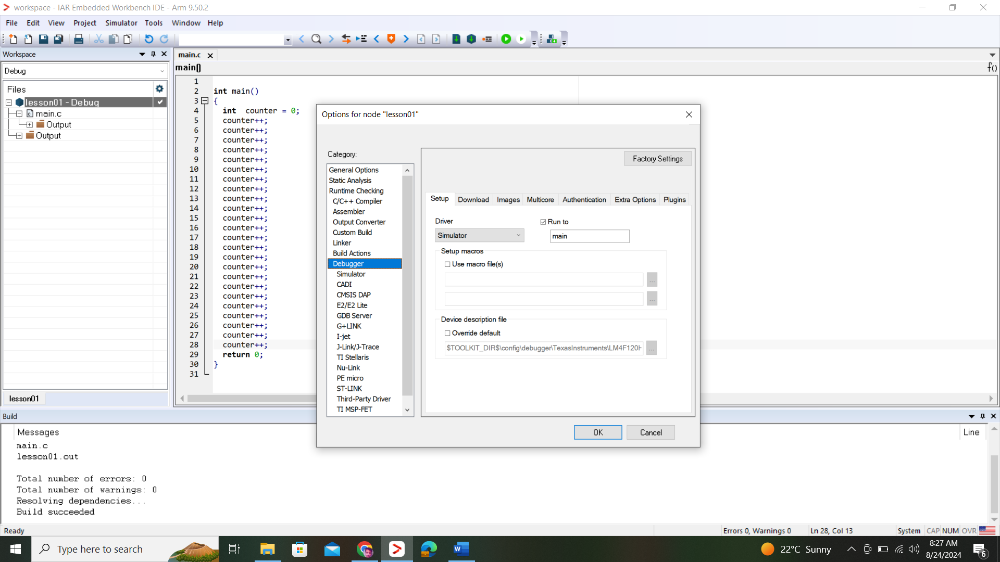 workspace - IAR Embedded Workbench IDE - Arm 9.50.2
File Edit View Project Simulator Tools Window Help
Workspace
main.c
Debug
main()
f()
Files
lesson01 - Debug
main.c
Output
Output
lesson01
1
2 int main()
3 {
4 int counter = 0;
5 counter++;
6 counter++;
7 counter++;
8 counter++;
9 counter++;
10 counter++;
11 counter++;
12 counter++;
13 counter++;
14 counter++;
15 counter++;
16 counter++;
17 counter++;
18 counter++;
19 counter++;
20 counter++;
21 counter++;
22 counter++;
23 counter++;
24 counter++;
25 counter++;
26 counter++;
27 counter++;
28 counter++;
29 return 0;
30 }
31
Options for node "lesson01"
Category:
General Options
Static Analysis
Runtime Checking
C/C++ Compiler
Assembler
Output Converter
Custom Build
Linker
Build Actions
Debugger
Simulator
CADI
CMSIS DAP
E2/E2 Lite
GDB Server
G+LINK
I-jet
J-Link/J-Trace
TI Stellaris
Nu-Link
PE micro
ST-LINK
Third-Party Driver
TI MSP-FET
Factory Settings
Setup Download Images Multicore Authentication Extra Options Plugins
Driver
Simulator
Run to
main
Setup macros
Use macro file(s)
...
...
Device description file
Override default
$TOOLKIT_DIR$\config\debugger\TexasInstruments\LM4F120H
...
OK Cancel
Build
Messages
Line
main.c
lesson01.out
Total number of errors: 0
Total number of warnings: 0
Resolving dependencies...
Build succeeded
Ready
Errors 0, Warnings 0
Ln 28, Col 13
System
CAP NUM OVR
Type here to search
22°C Sunny
8:27 AM
8/24/2024
6